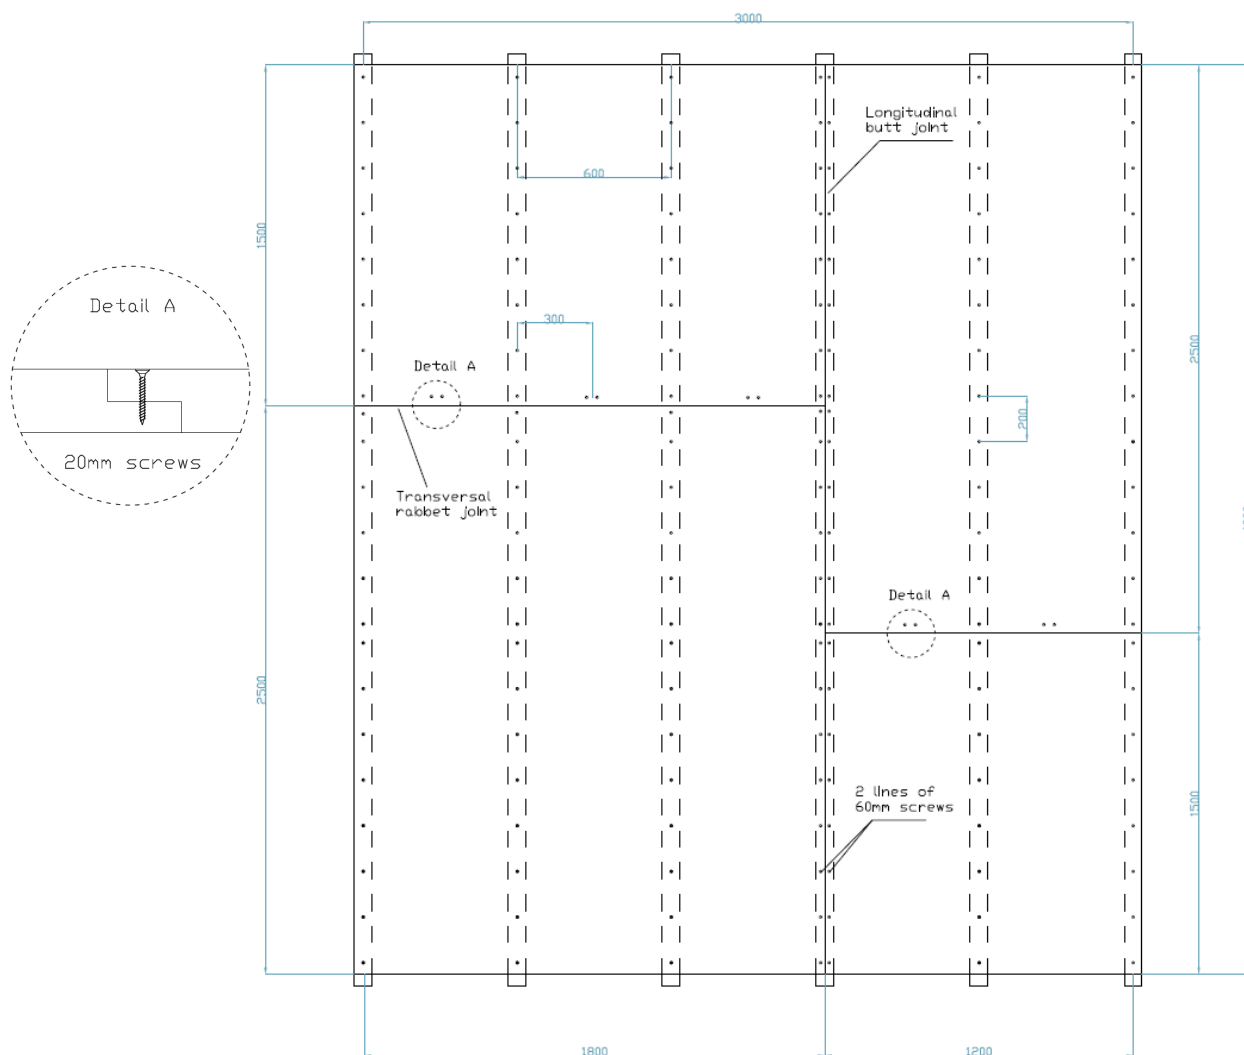 3000
Longitudinal
butt joint
600
1500
2500
Detail A
300
Detail A
200
20mm screws
Transversal
rabbet joint
Detail A
2500
2 lines of
60mm screws
1500
1800
1200